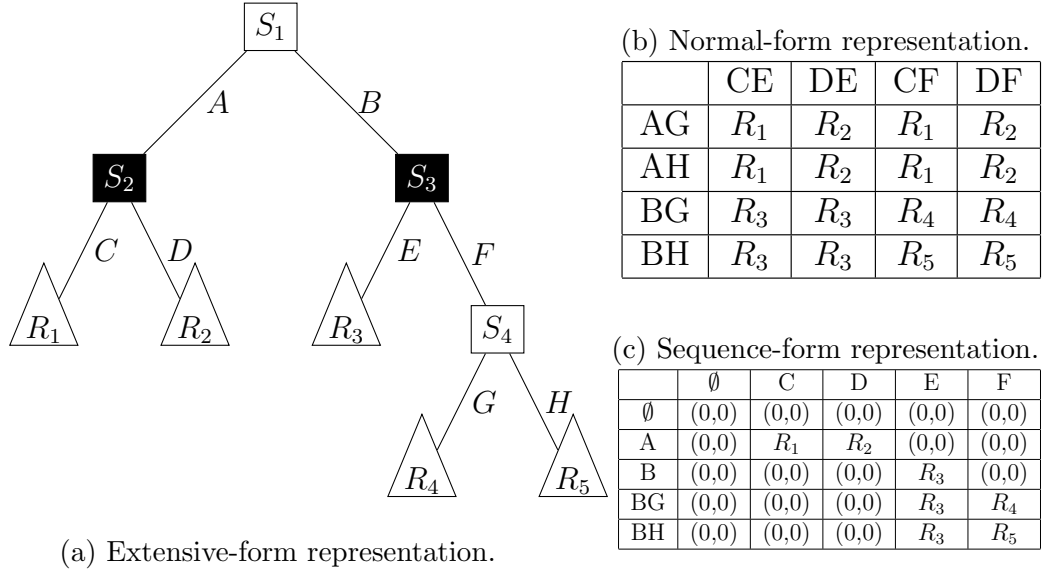 S₁
A B
S₂ S₃
C D E F
R₁ R₂ R₃ S₄
G H
R₄ R₅
(a) Extensive-form representation.
(b) Normal-form representation.
CE DE CF DF
AG R₁ R₂ R₁ R₂
AH R₁ R₂ R₁ R₂
BG R₃ R₃ R₄ R₄
BH R₃ R₃ R₅ R₅
(c) Sequence-form representation.
∅ C D E F
∅ (0,0) (0,0) (0,0) (0,0) (0,0)
A (0,0) R₁ R₂ (0,0) (0,0)
B (0,0) (0,0) (0,0) R₃ (0,0)
BG (0,0) (0,0) (0,0) R₃ R₄
BH (0,0) (0,0) (0,0) R₃ R₅